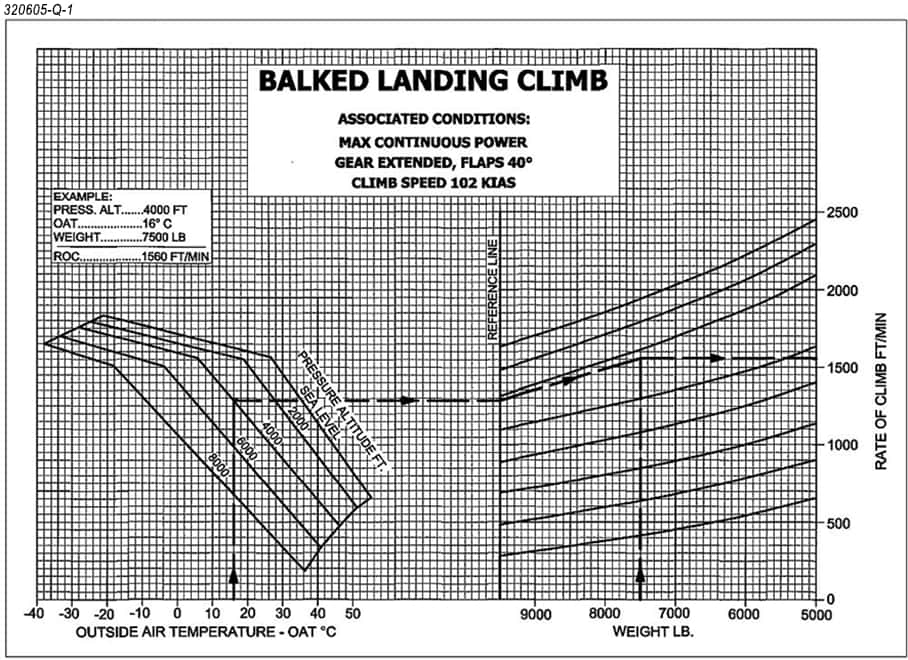 320605-Q-1
BALKED LANDING CLIMB
ASSOCIATED CONDITIONS:
MAX CONTINUOUS POWER
GEAR EXTENDED, FLAPS 40°
CLIMB SPEED 102 KIAS
EXAMPLE:
PRESS. ALT.......4000 FT
OAT....................16° C
WEIGHT............7500 LB
ROC...................1560 FT/MIN
REFERENCE LINE
2500
2000
1500
1000
500
0
RATE OF CLIMB FT/MIN
PRESSURE ALTITUDE FT.
SEA LEVEL
2000
4000
6000
8000
-40 -30 -20 -10 0 10 20 30 40 50
OUTSIDE AIR TEMPERATURE - OAT °C
9000 8000 7000 6000 5000
WEIGHT LB.